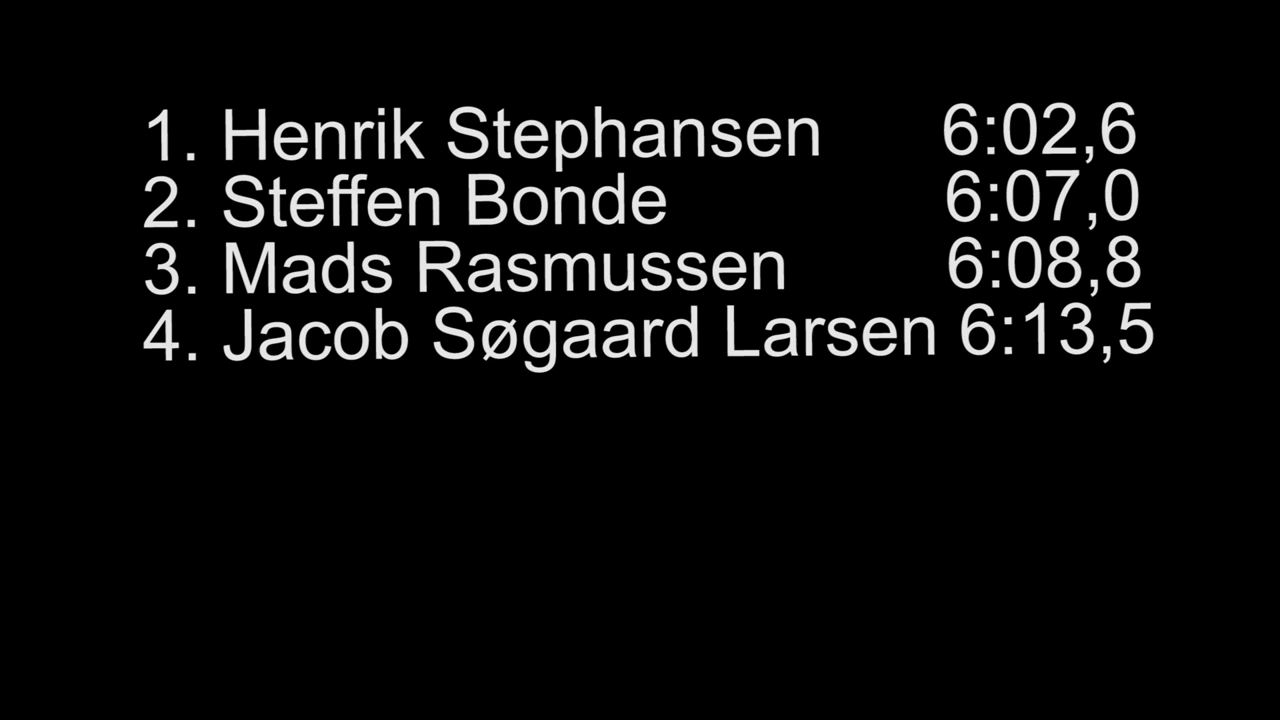 1. Henrik Stephansen 6:02,6
2. Steffen Bonde 6:07,0
3. Mads Rasmussen 6:08,8
4. Jacob Søgaard Larsen 6:13,5